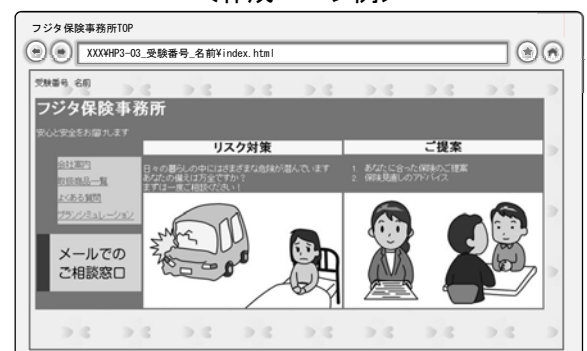 フジタ保険事務所TOP
XXX¥HP3-03_受験番号_名前¥index.html
受験番号 名前
フジタ保険事務所
安心と安全をお届けします
リスク対策
ご提案
会社案内
取扱商品一覧
よくある質問
プランシミュレーション
日々の暮らしの中にはさまざまな危険が潜んでいます
あなたの備えは万全ですか?
まずは一度ご相談ください!
1. あなたに合った保険のご提案
2. 保険見直しのアドバイス
メールでの
ご相談窓口